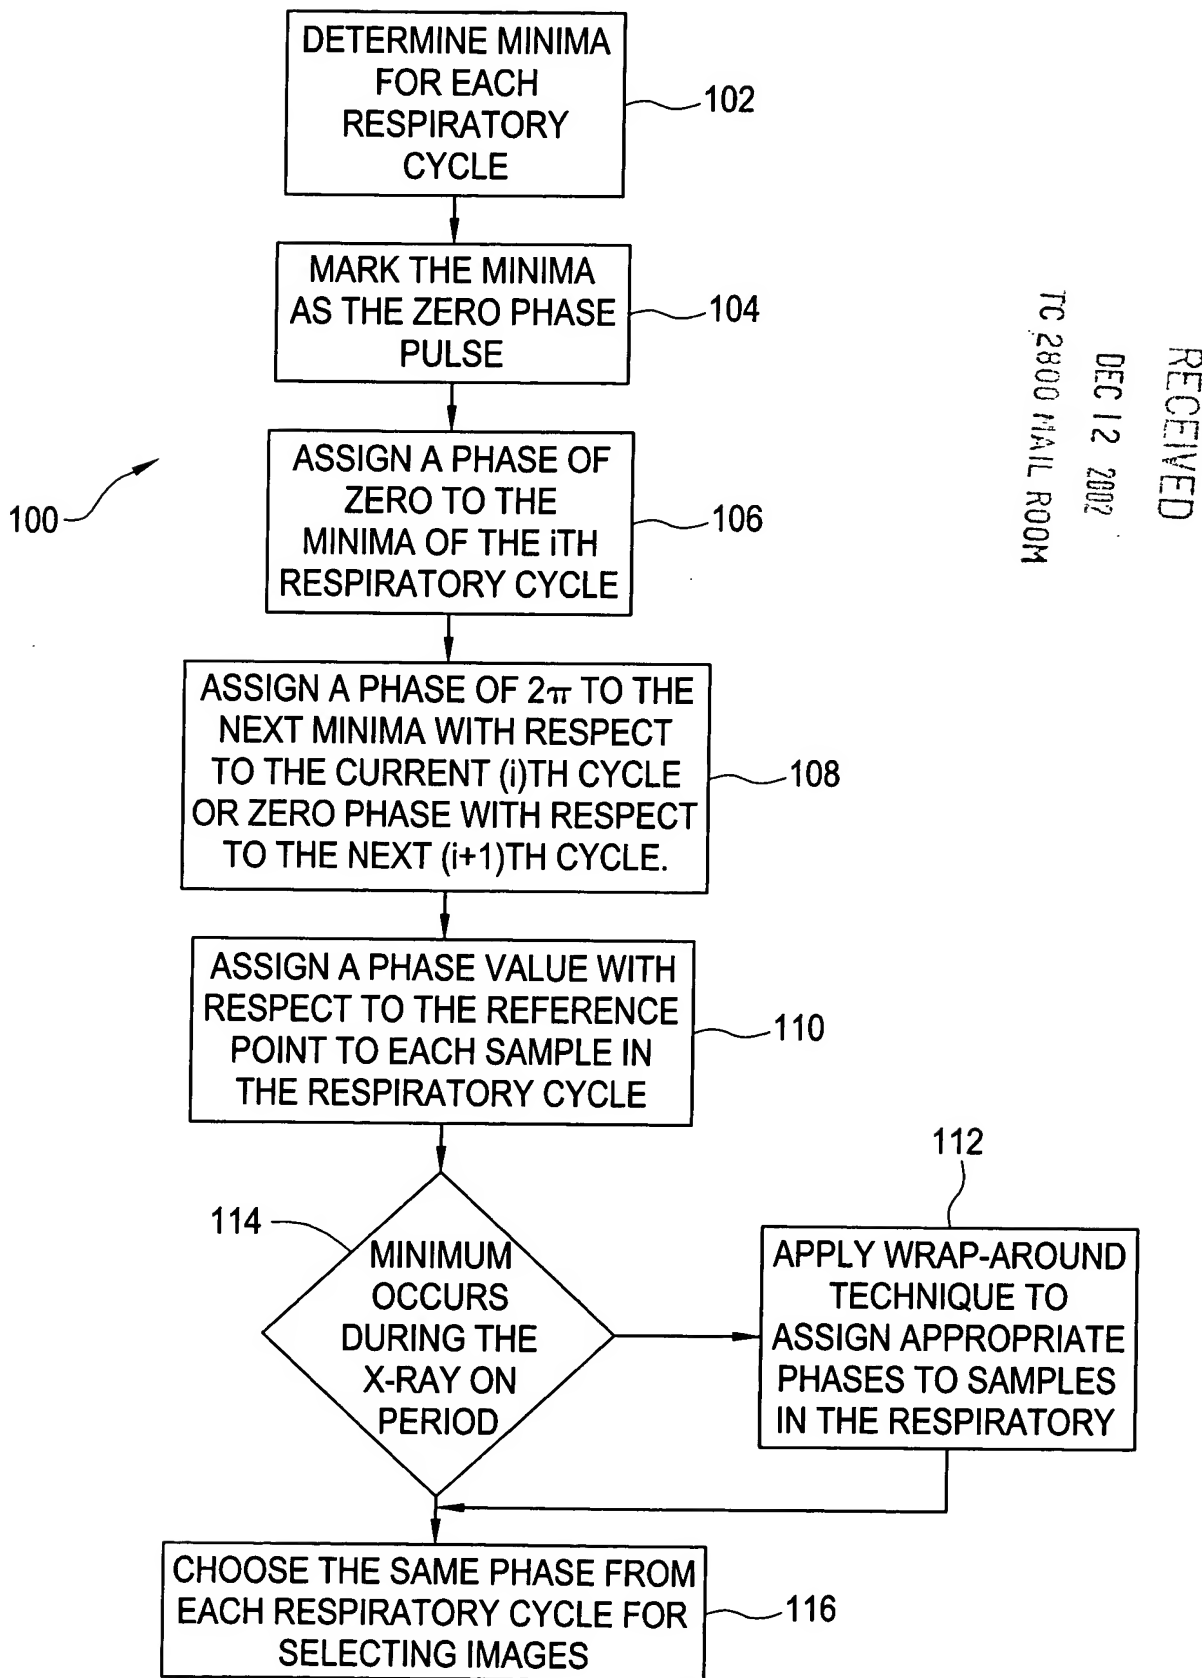 DETERMINE MINIMA
FOR EACH
RESPIRATORY
CYCLE
102
MARK THE MINIMA
AS THE ZERO PHASE
PULSE
104
ASSIGN A PHASE OF
ZERO TO THE
MINIMA OF THE iTH
RESPIRATORY CYCLE
106
100
ASSIGN A PHASE OF 2π TO THE
NEXT MINIMA WITH RESPECT
TO THE CURRENT (i)TH CYCLE
OR ZERO PHASE WITH RESPECT
TO THE NEXT (i+1)TH CYCLE.
108
ASSIGN A PHASE VALUE WITH
RESPECT TO THE REFERENCE
POINT TO EACH SAMPLE IN
THE RESPIRATORY CYCLE
110
114
MINIMUM
OCCURS
DURING THE
X-RAY ON
PERIOD
112
APPLY WRAP-AROUND
TECHNIQUE TO
ASSIGN APPROPRIATE
PHASES TO SAMPLES
IN THE RESPIRATORY
CHOOSE THE SAME PHASE FROM
EACH RESPIRATORY CYCLE FOR
SELECTING IMAGES
116
RECEIVED
DEC 12 2002
TC 2800 MAIL ROOM